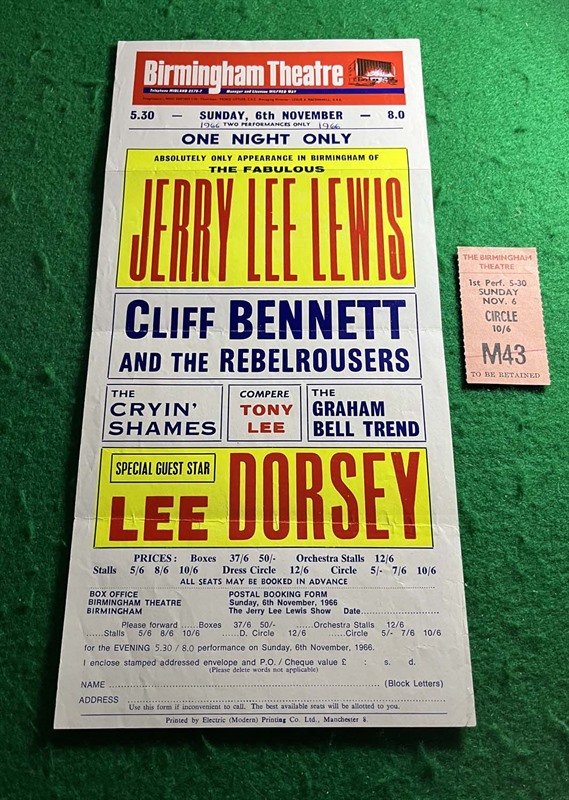 Birmingham Theatre
Telephone MIDLAND 2576-7 Manager and Licensee WILFRED MAY
5.30 — SUNDAY, 6th NOVEMBER — 8.0
1966 TWO PERFORMANCES ONLY 1966
ONE NIGHT ONLY
ABSOLUTELY ONLY APPEARANCE IN BIRMINGHAM OF
THE FABULOUS
JERRY LEE LEWIS
CLIFF BENNETT
AND THE REBELROUSERS
THE
CRYIN'
SHAMES
COMPERE
TONY
LEE
THE
GRAHAM
BELL TREND
SPECIAL GUEST STAR
LEE DORSEY
PRICES: Boxes 37/6 50/- Orchestra Stalls 12/6
Stalls 5/6 8/6 10/6 Dress Circle 12/6 Circle 5/- 7/6 10/6
ALL SEATS MAY BE BOOKED IN ADVANCE
BOX OFFICE
BIRMINGHAM THEATRE
BIRMINGHAM
POSTAL BOOKING FORM
Sunday, 6th November, 1966
The Jerry Lee Lewis Show Date..................
Please forward ......Boxes 37/6 50/- ......Orchestra Stalls 12/6
......Stalls 5/6 8/6 10/6 ......D. Circle 12/6 ......Circle 5/- 7/6 10/6
for the EVENING 5.30 / 8.0 performance on Sunday, 6th November, 1966.
I enclose stamped addressed envelope and P.O. / Cheque value £ : s. d.
(Please delete words not applicable)
NAME (Block Letters)
ADDRESS
Use this form if inconvenient to call. The best available seats will be allotted to you.
Printed by Electric (Modern) Printing Co. Ltd., Manchester 8.
THE BIRMINGHAM
THEATRE
1st Perf. 5-30
SUNDAY
NOV. 6
CIRCLE
10/6
M43
TO BE RETAINED